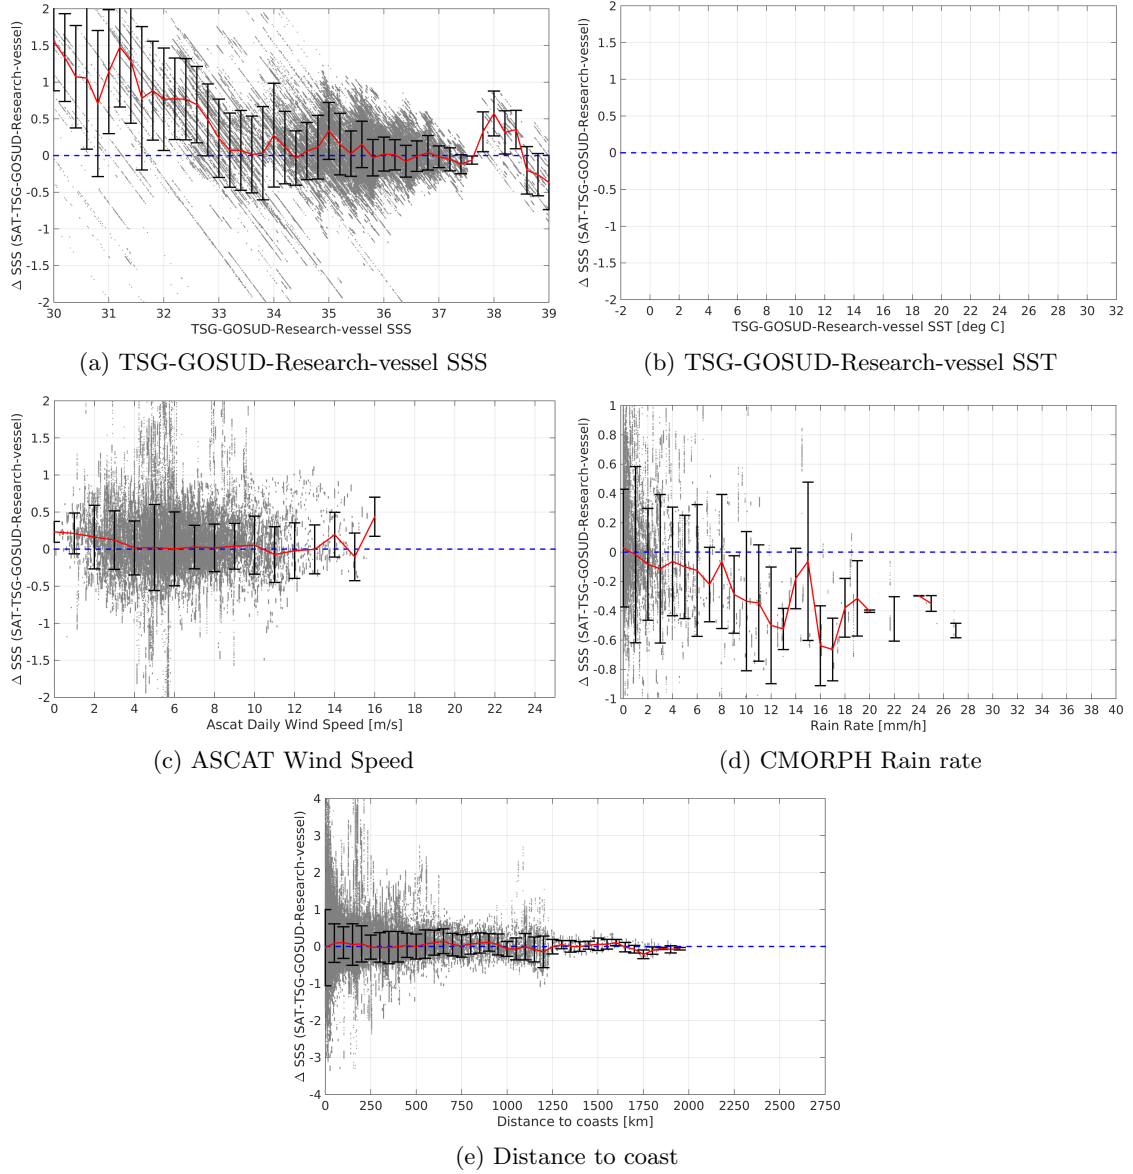 2
1.5
1
0.5
0
-0.5
-1
-1.5
-2
Δ SSS (SAT-TSG-GOSUD-Research-vessel)
30 31 32 33 34 35 36 37 38 39
TSG-GOSUD-Research-vessel SSS
(a) TSG-GOSUD-Research-vessel SSS
2
1.5
1
0.5
0
-0.5
-1
-1.5
-2
Δ SSS (SAT-TSG-GOSUD-Research-vessel)
-2 0 2 4 6 8 10 12 14 16 18 20 22 24 26 28 30 32
TSG-GOSUD-Research-vessel SST [deg C]
(b) TSG-GOSUD-Research-vessel SST
2
1.5
1
0.5
0
-0.5
-1
-1.5
-2
Δ SSS (SAT-TSG-GOSUD-Research-vessel)
0 2 4 6 8 10 12 14 16 18 20 22 24
Ascat Daily Wind Speed [m/s]
(c) ASCAT Wind Speed
1
0.8
0.6
0.4
0.2
0
-0.2
-0.4
-0.6
-0.8
-1
Δ SSS (SAT-TSG-GOSUD-Research-vessel)
0 2 4 6 8 10 12 14 16 18 20 22 24 26 28 30 32 34 36 38 40
Rain Rate [mm/h]
(d) CMORPH Rain rate
4
3
2
1
0
-1
-2
-3
-4
Δ SSS (SAT-TSG-GOSUD-Research-vessel)
0 250 500 750 1000 1250 1500 1750 2000 2250 2500 2750
Distance to coasts [km]
(e) Distance to coast